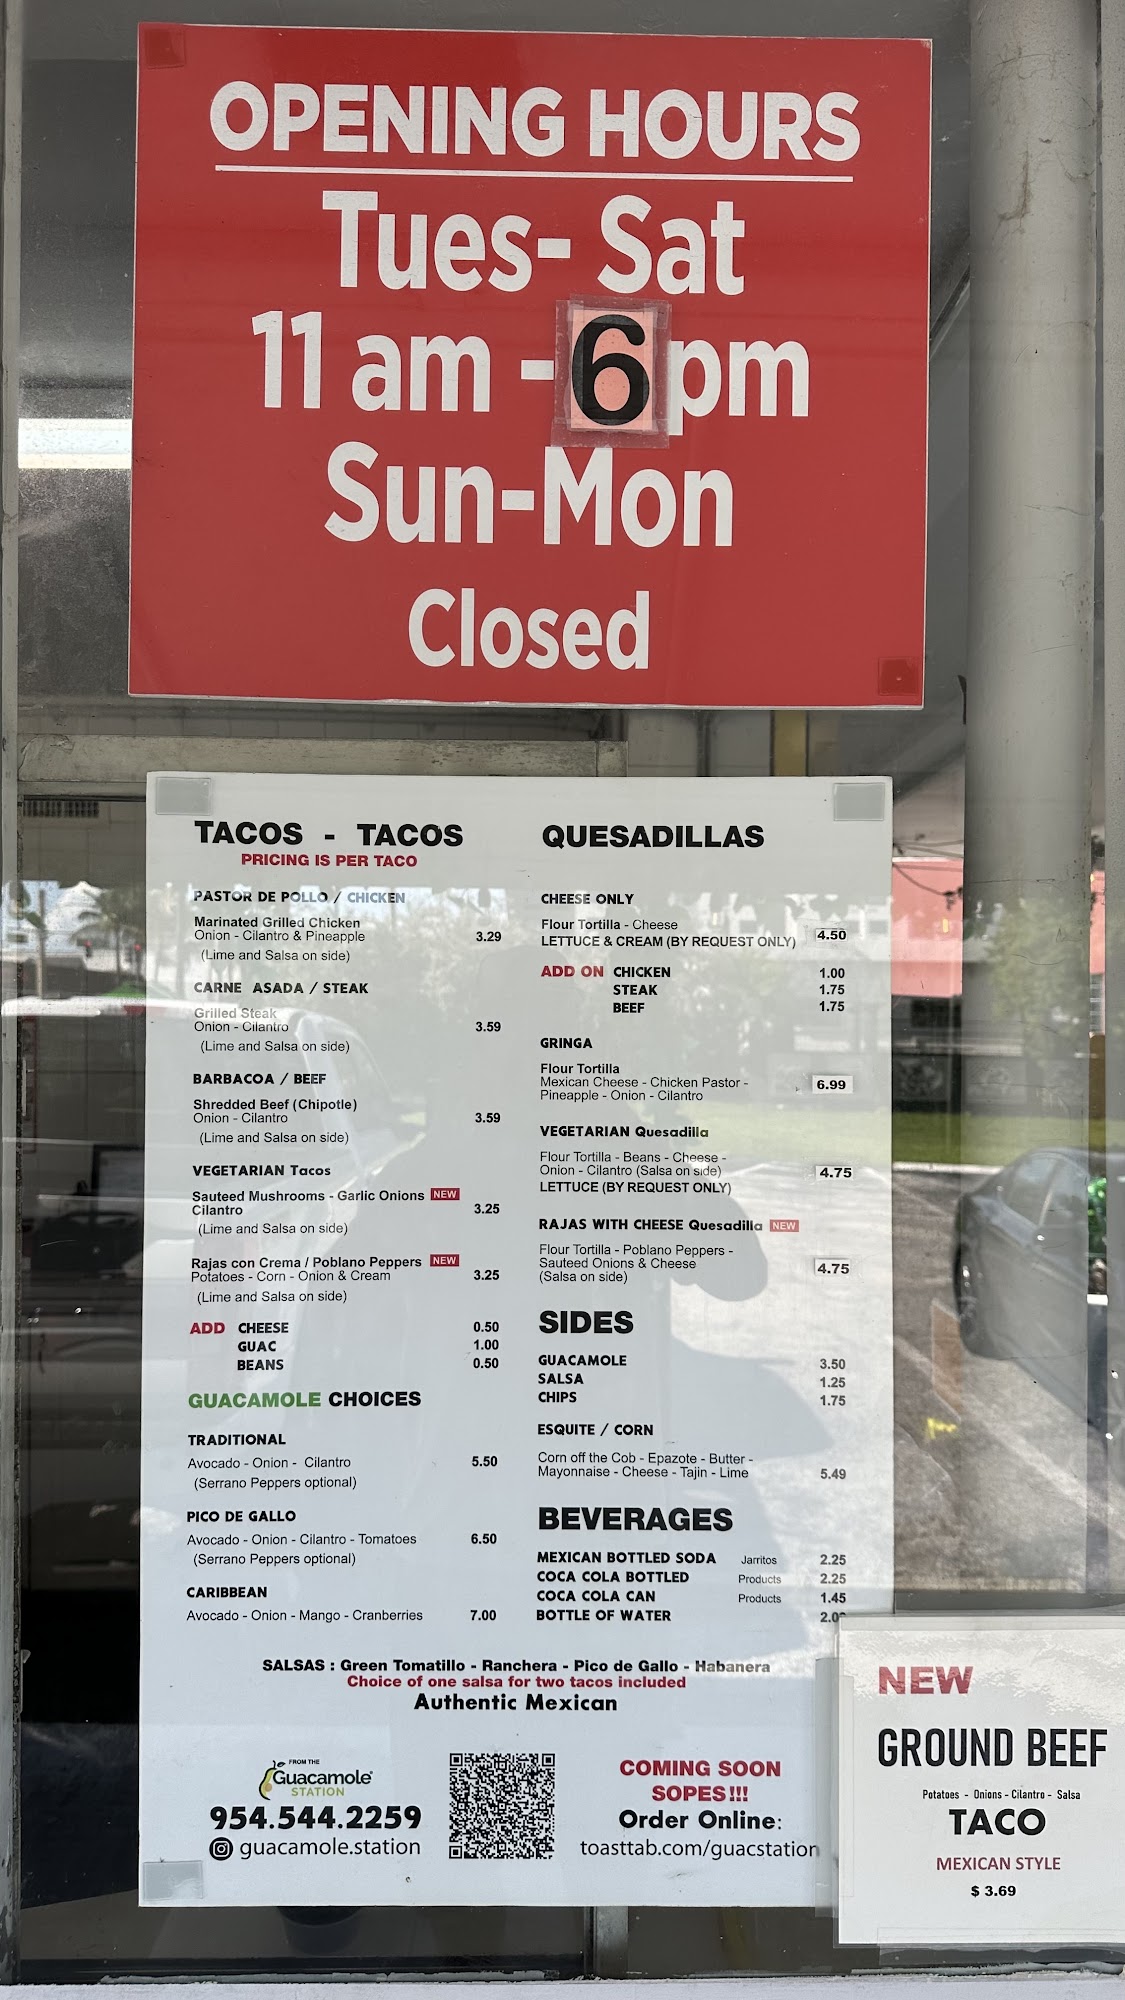 OPENING HOURS
Tues- Sat
11 am - 6 pm
Sun-Mon
Closed
TACOS - TACOS
PRICING IS PER TACO
PASTOR DE POLLO / CHICKEN
Marinated Grilled Chicken
Onion - Cilantro & Pineapple 3.29
(Lime and Salsa on side)
CARNE ASADA / STEAK
Grilled Steak
Onion - Cilantro 3.59
(Lime and Salsa on side)
BARBACOA / BEEF
Shredded Beef (Chipotle)
Onion - Cilantro 3.59
(Lime and Salsa on side)
VEGETARIAN Tacos
Sauteed Mushrooms - Garlic Onions NEW
Cilantro 3.25
(Lime and Salsa on side)
Rajas con Crema / Poblano Peppers NEW
Potatoes - Corn - Onion & Cream 3.25
(Lime and Salsa on side)
ADD CHEESE 0.50
GUAC 1.00
BEANS 0.50
GUACAMOLE CHOICES
TRADITIONAL
Avocado - Onion - Cilantro 5.50
(Serrano Peppers optional)
PICO DE GALLO
Avocado - Onion - Cilantro - Tomatoes 6.50
(Serrano Peppers optional)
CARIBBEAN
Avocado - Onion - Mango - Cranberries 7.00
QUESADILLAS
CHEESE ONLY
Flour Tortilla - Cheese
LETTUCE & CREAM (BY REQUEST ONLY) 4.50
ADD ON CHICKEN 1.00
STEAK 1.75
BEEF 1.75
GRINGA
Flour Tortilla
Mexican Cheese - Chicken Pastor - 6.99
Pineapple - Onion - Cilantro
VEGETARIAN Quesadilla
Flour Tortilla - Beans - Cheese -
Onion - Cilantro (Salsa on side) 4.75
LETTUCE (BY REQUEST ONLY)
RAJAS WITH CHEESE Quesadilla NEW
Flour Tortilla - Poblano Peppers -
Sauteed Onions & Cheese 4.75
(Salsa on side)
SIDES
GUACAMOLE 3.50
SALSA 1.25
CHIPS 1.75
ESQUITE / CORN
Corn off the Cob - Epazote - Butter -
Mayonnaise - Cheese - Tajin - Lime 5.49
BEVERAGES
MEXICAN BOTTLED SODA Jarritos 2.25
COCA COLA BOTTLED Products 2.25
COCA COLA CAN Products 1.45
BOTTLE OF WATER
SALSAS : Green Tomatillo - Ranchera - Pico de Gallo - Habanera
Choice of one salsa for two tacos included
Authentic Mexican
FROM THE
Guacamole®
STATION
954.544.2259
guacamole.station
COMING SOON
SOPES!!!
Order Online:
toasttab.com/guacstation
NEW
GROUND BEEF
Potatoes - Onions - Cilantro - Salsa
TACO
MEXICAN STYLE
$ 3.69